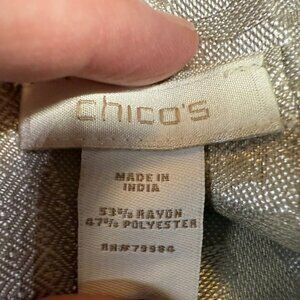 chico's
MADE IN
INDIA
53% RAYON
47% POLYESTER
RN# 79984